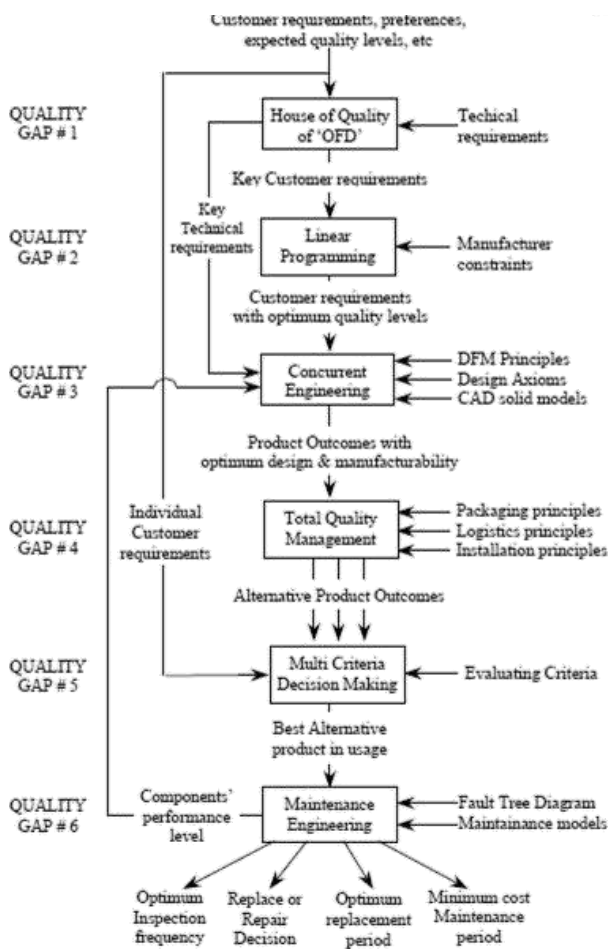 Customer requirements, preferences,
expected quality levels, etc
QUALITY
GAP # 1
House of Quality
of 'OFD'
Techical
requirements
Key Customer requirements
Key
Technical
requirements
QUALITY
GAP # 2
Linear
Programming
Manufacturer
constraints
Customer requirements
with optimum quality levels
QUALITY
GAP # 3
Concurrent
Engineering
DFM Principles
Design Axioms
CAD solid models
Product Outcomes with
optimum design & manufacturability
Individual
Customer
requirements
QUALITY
GAP # 4
Total Quality
Management
Packaging principles
Logistics principles
Installation principles
Alternative Product Outcomes
QUALITY
GAP # 5
Multi Criteria
Decision Making
Evaluating Criteria
Best Alternative
product in usage
QUALITY
GAP # 6
Components'
performance
level
Maintenance
Engineering
Fault Tree Diagram
Maintainance models
Optimum
Inspection
frequency
Replace or
Repair
Decision
Optimum
replacement
period
Minimum cost
Maintenance
period